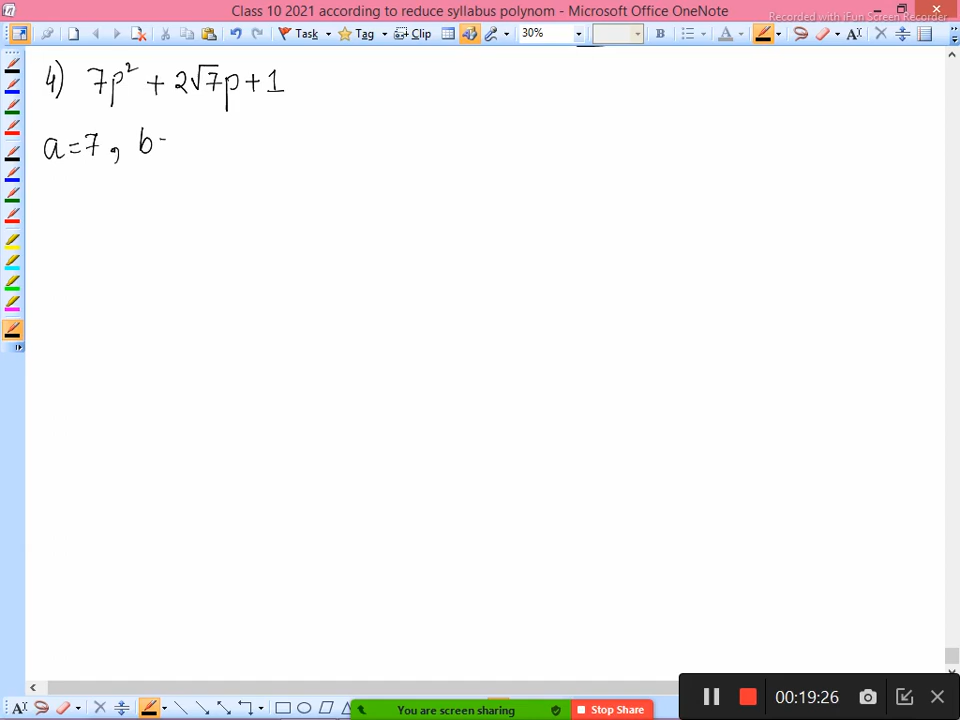 Class 10 2021 according to reduce syllabus polynom - Microsoft Office OneNote
Recorded with iFun Screen Recorder
Task Tag Clip 30% B A
4) 7p² + 2√7p + 1
a = 7, b -
You are screen sharing Stop Share
00:19:26